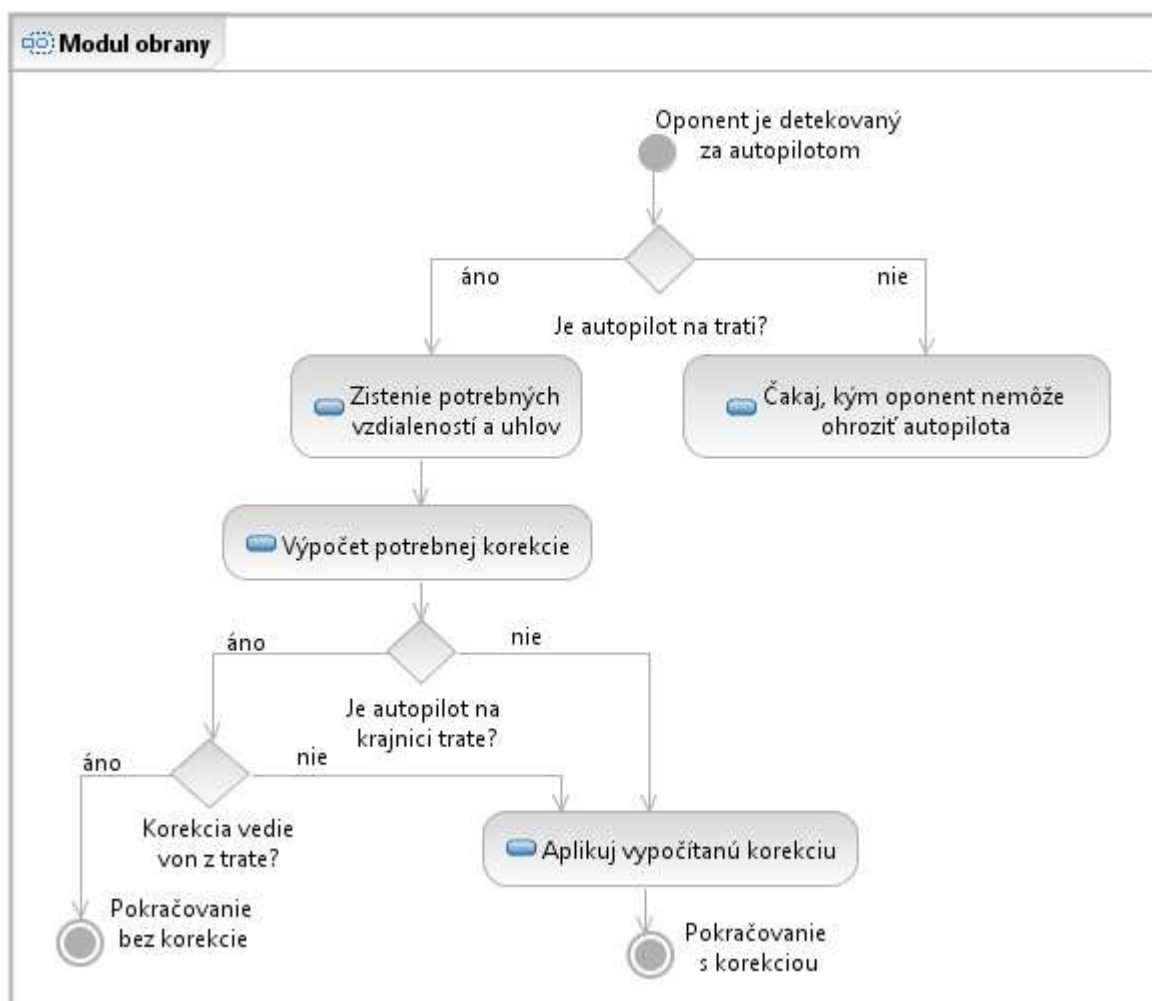 Modul obrany
Oponent je detekovaný
za autopilotom
áno
nie
Je autopilot na trati?
Zistenie potrebných
vzdialeností a uhlov
Čakaj, kým oponent nemôže
ohroziť autopilota
Výpočet potrebnej korekcie
áno
nie
Je autopilot na
krajnici trate?
áno
nie
Korekcia vedie
von z trate?
Aplikuj vypočítanú korekciu
Pokračovanie
bez korekcie
Pokračovanie
s korekciou